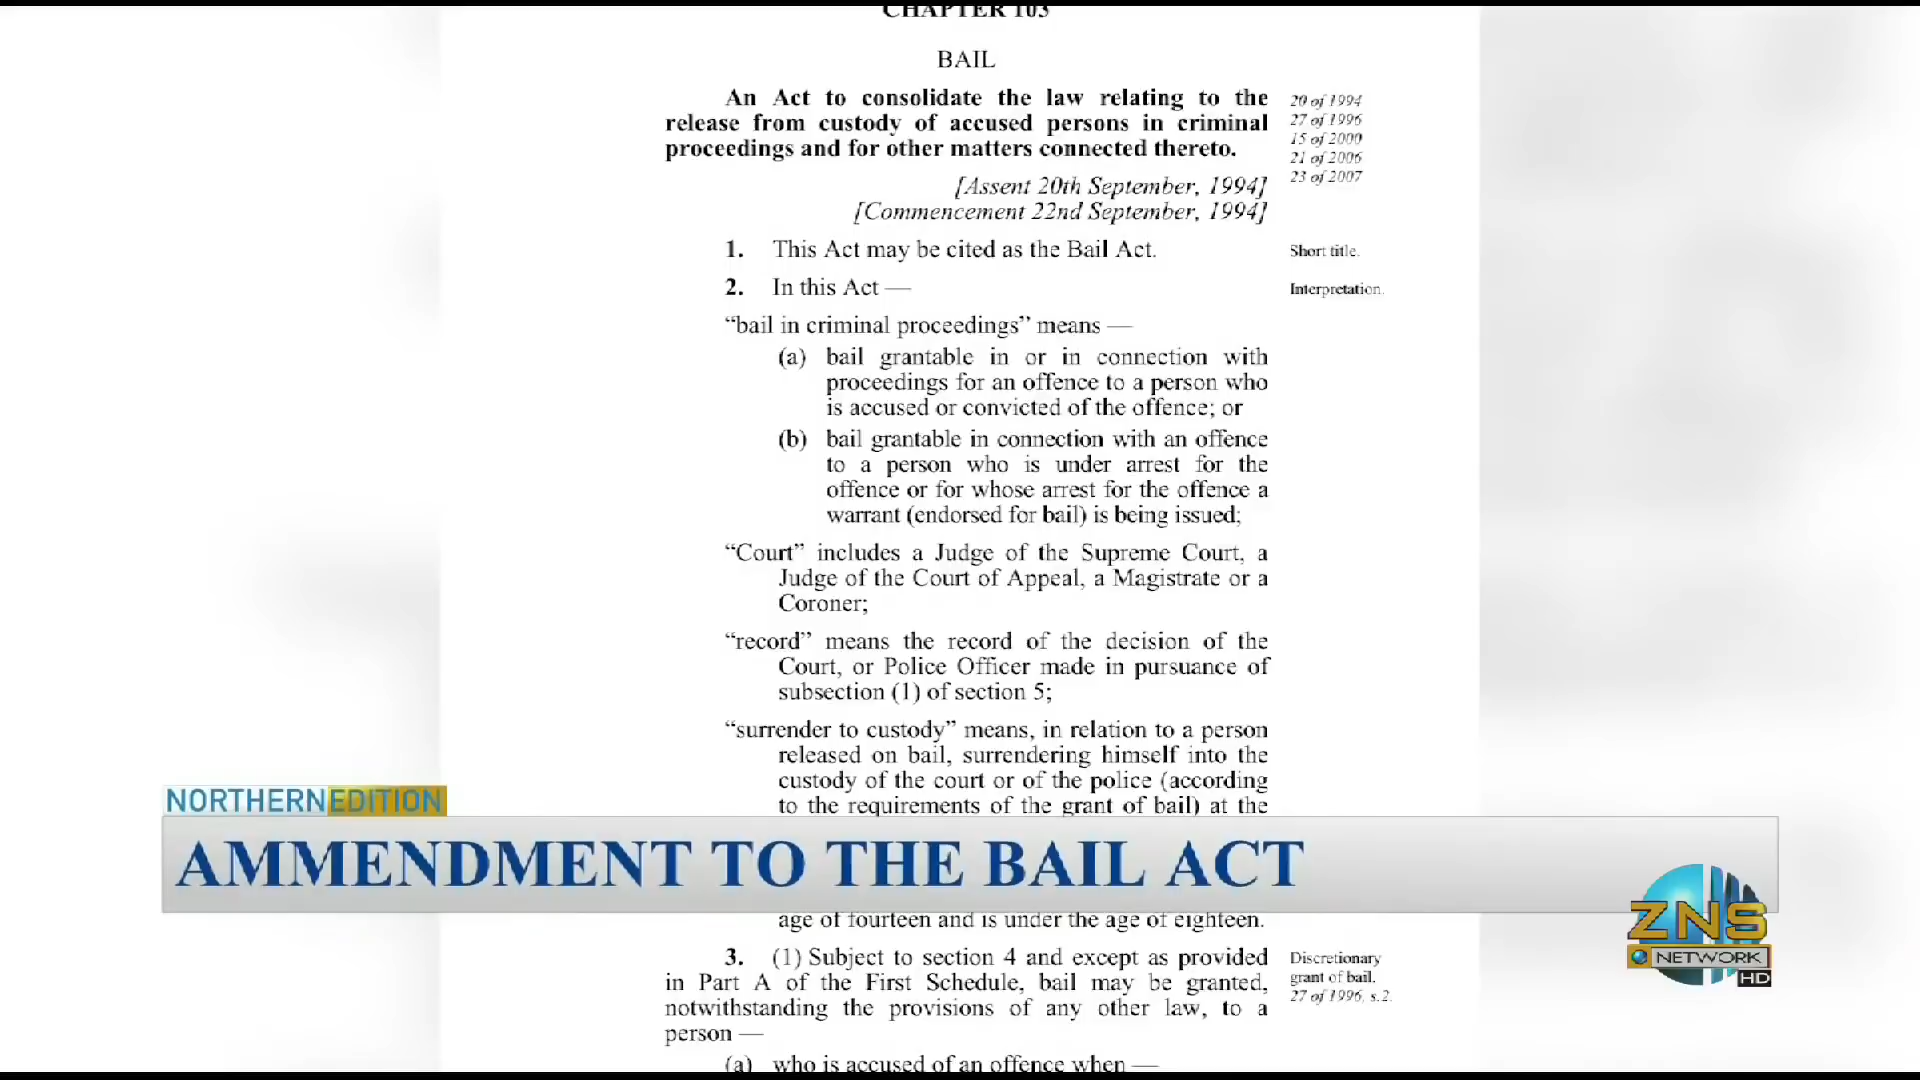 CHAPTER 103
BAIL
An Act to consolidate the law relating to the
release from custody of accused persons in criminal
proceedings and for other matters connected thereto.
20 of 1994
27 of 1996
15 of 2000
21 of 2006
23 of 2007
[Assent 20th September, 1994]
[Commencement 22nd September, 1994]
1. This Act may be cited as the Bail Act.
Short title.
2. In this Act —
Interpretation.
“bail in criminal proceedings” means —
(a) bail grantable in or in connection with
proceedings for an offence to a person who
is accused or convicted of the offence; or
(b) bail grantable in connection with an offence
to a person who is under arrest for the
offence or for whose arrest for the offence a
warrant (endorsed for bail) is being issued;
“Court” includes a Judge of the Supreme Court, a
Judge of the Court of Appeal, a Magistrate or a
Coroner;
“record” means the record of the decision of the
Court, or Police Officer made in pursuance of
subsection (1) of section 5;
“surrender to custody” means, in relation to a person
released on bail, surrendering himself into the
custody of the court or of the police (according
to the requirements of the grant of bail) at the
NORTHERN EDITION
AMMENDMENT TO THE BAIL ACT
age of fourteen and is under the age of eighteen.
3. (1) Subject to section 4 and except as provided
in Part A of the First Schedule, bail may be granted,
notwithstanding the provisions of any other law, to a
person —
Discretionary
grant of bail.
27 of 1996, s.2.
(a) who is accused of an offence when —
ZNS
NETWORK
HD